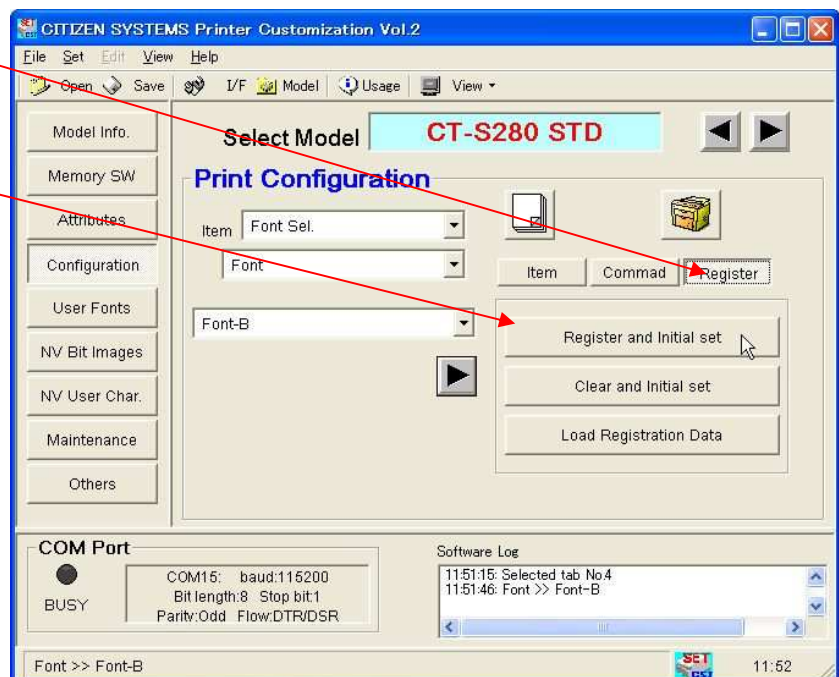 CITIZEN SYSTEMS Printer Customization Vol.2
File Set Edit View Help
Open Save I/F Model Usage View
Model Info.
Memory SW
Attributes
Configuration
User Fonts
NV Bit Images
NV User Char.
Maintenance
Others
Select Model CT-S280 STD
Print Configuration
Item Font Sel.
Font
Font-B
Item Commad Register
Register and Initial set
Clear and Initial set
Load Registration Data
COM Port
BUSY
COM15: baud:115200
Bit length:8 Stop bit:1
Parity:Odd Flow:DTR/DSR
Software Log
11:51:15: Selected tab No.4
11:51:46: Font >> Font-B
Font >> Font-B
SET
11:52